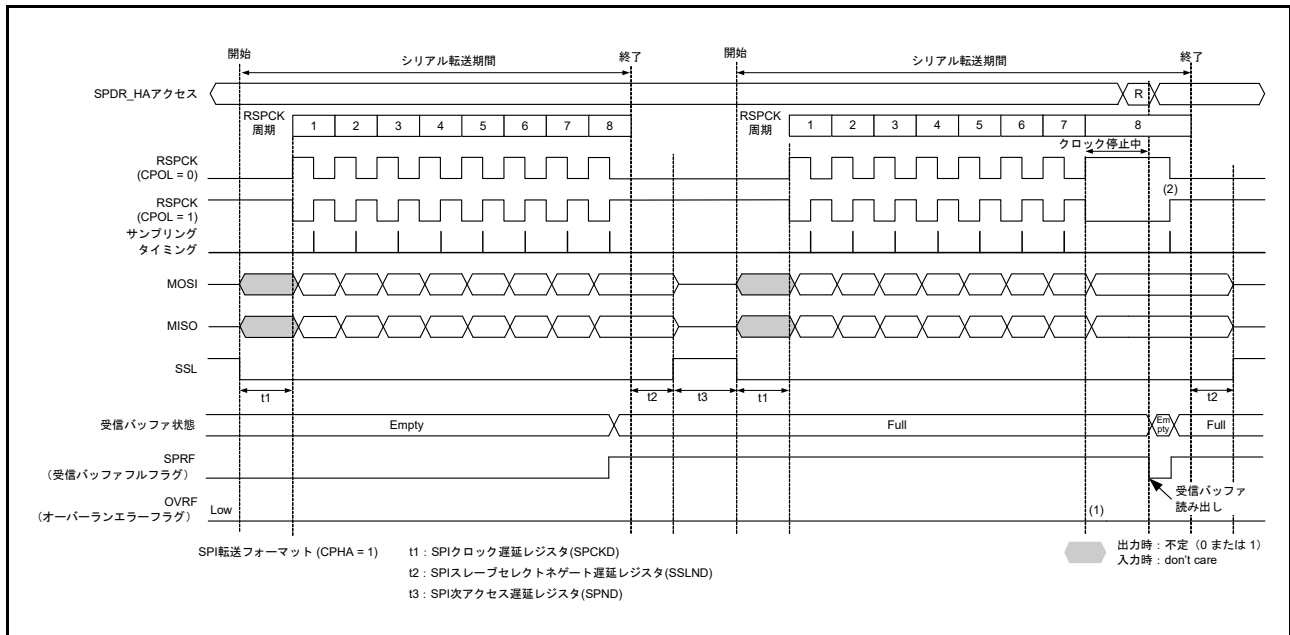 開始 シリアル転送期間 終了 開始 シリアル転送期間 終了
SPDR_HAアクセス R
RSPCK
周期
1 2 3 4 5 6 7 8
RSPCK
周期
1 2 3 4 5 6 7 8
クロック停止中
RSPCK
(CPOL = 0)
(2)
RSPCK
(CPOL = 1)
サンプリング
タイミング
MOSI
MISO
SSL
t1 t2 t3 t1 t2
受信バッファ状態 Empty Full Em
pty Full
SPRF
(受信バッファフルフラグ)
受信バッファ
読み出し
OVRF
(オーバーランエラーフラグ)
Low (1)
SPI転送フォーマット (CPHA = 1)
t1:SPIクロック遅延レジスタ(SPCKD)
t2:SPIスレーブセレクトネゲート遅延レジスタ(SSLND)
t3:SPI次アクセス遅延レジスタ(SPND)
出力時:不定(0 または 1)
入力時:don't care